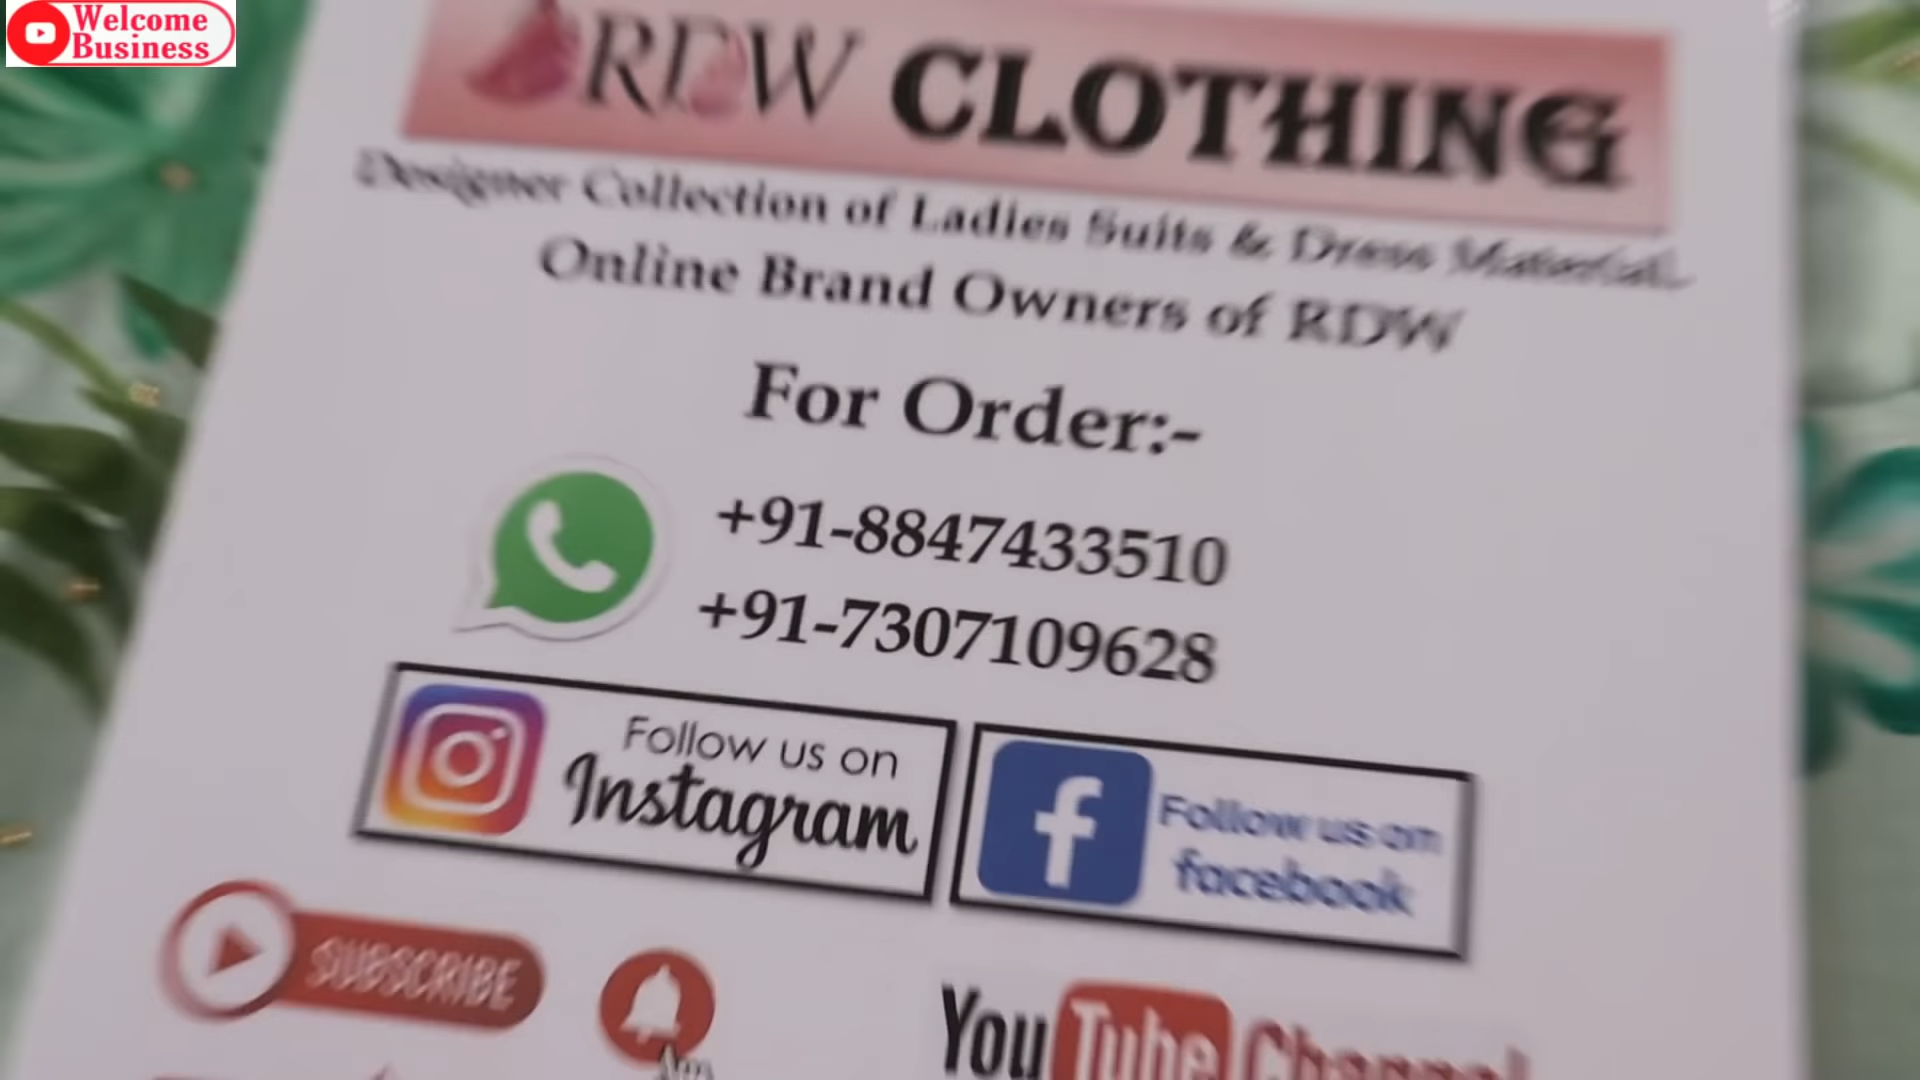 Welcome
Business
RDW CLOTHING
Designer Collection of Ladies Suits & Dress Material..
Online Brand Owners of RDW
For Order:-
+91-8847433510
+91-7307109628
Follow us on
Instagram
Follow us on
facebook
SUBSCRIBE
YouTube Channel